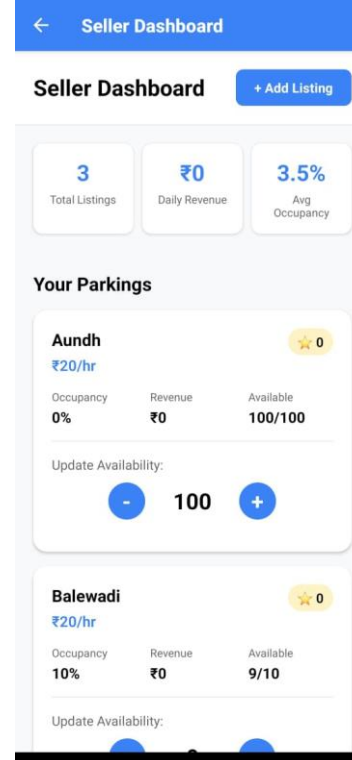 ← Seller Dashboard
Seller Dashboard + Add Listing
3 ₹0 3.5%
Total Listings Daily Revenue Avg
Occupancy
Your Parkings
Aundh ⭐ 0
₹20/hr
Occupancy Revenue Available
0% ₹0 100/100
Update Availability:
- 100 +
Balewadi ⭐ 0
₹20/hr
Occupancy Revenue Available
10% ₹0 9/10
Update Availability: